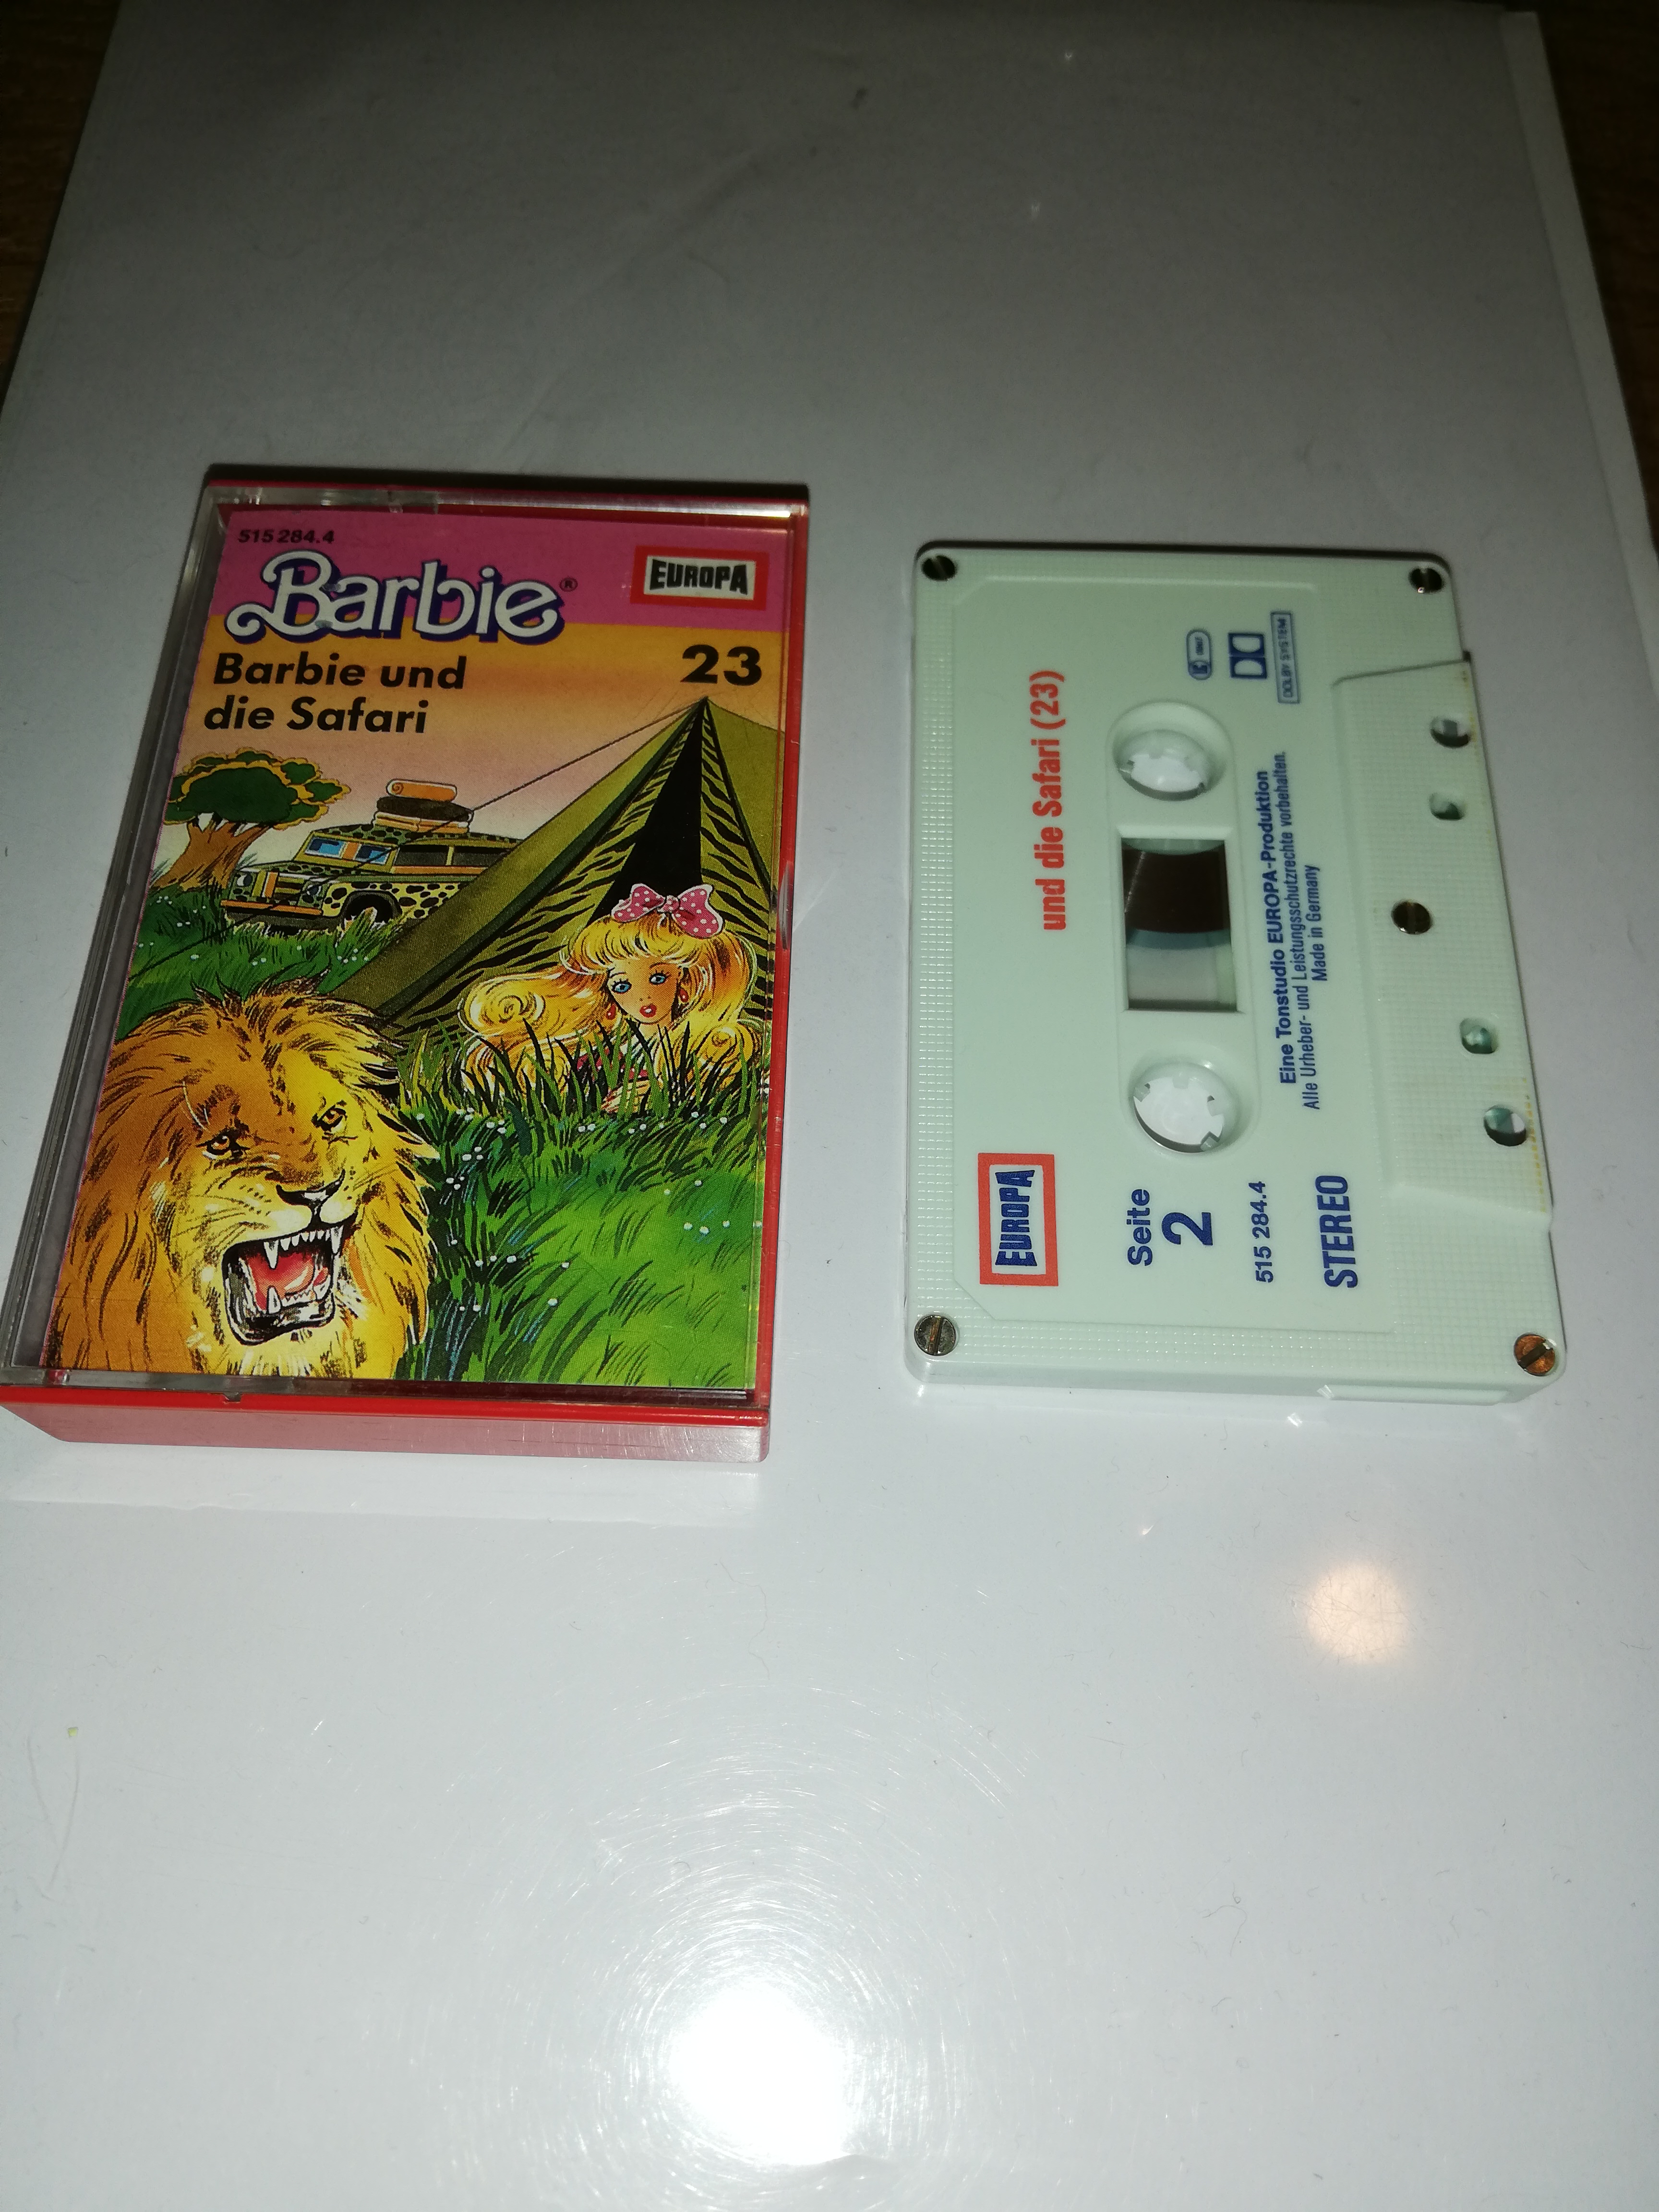 515 284.4
Barbie®
EUROPA
Barbie und
die Safari
23
und die Safari (23)
EUROPA
Seite
2
515 284.4
STEREO
DOLBY SYSTEM
Eine Tonstudio EUROPA-Produktion
Alle Urheber- und Leistungsschutzrechte vorbehalten.
Made in Germany